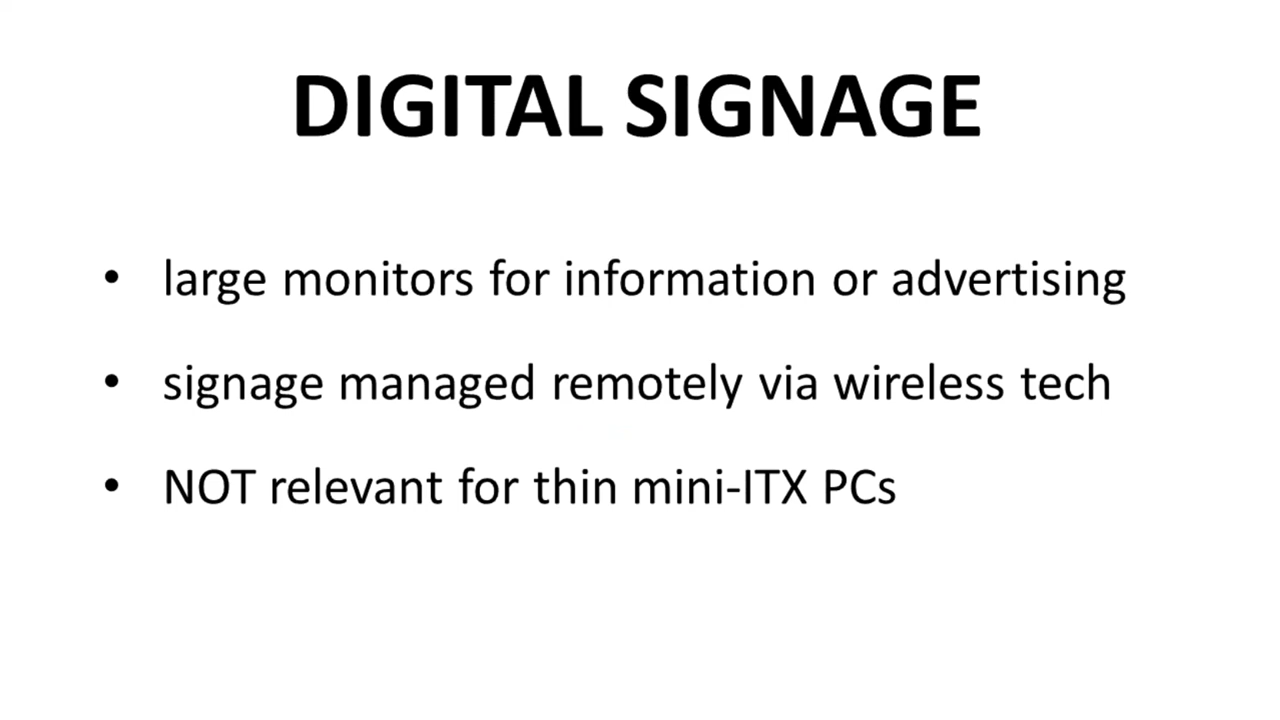 DIGITAL SIGNAGE
• large monitors for information or advertising
• signage managed remotely via wireless tech
• NOT relevant for thin mini-ITX PCs